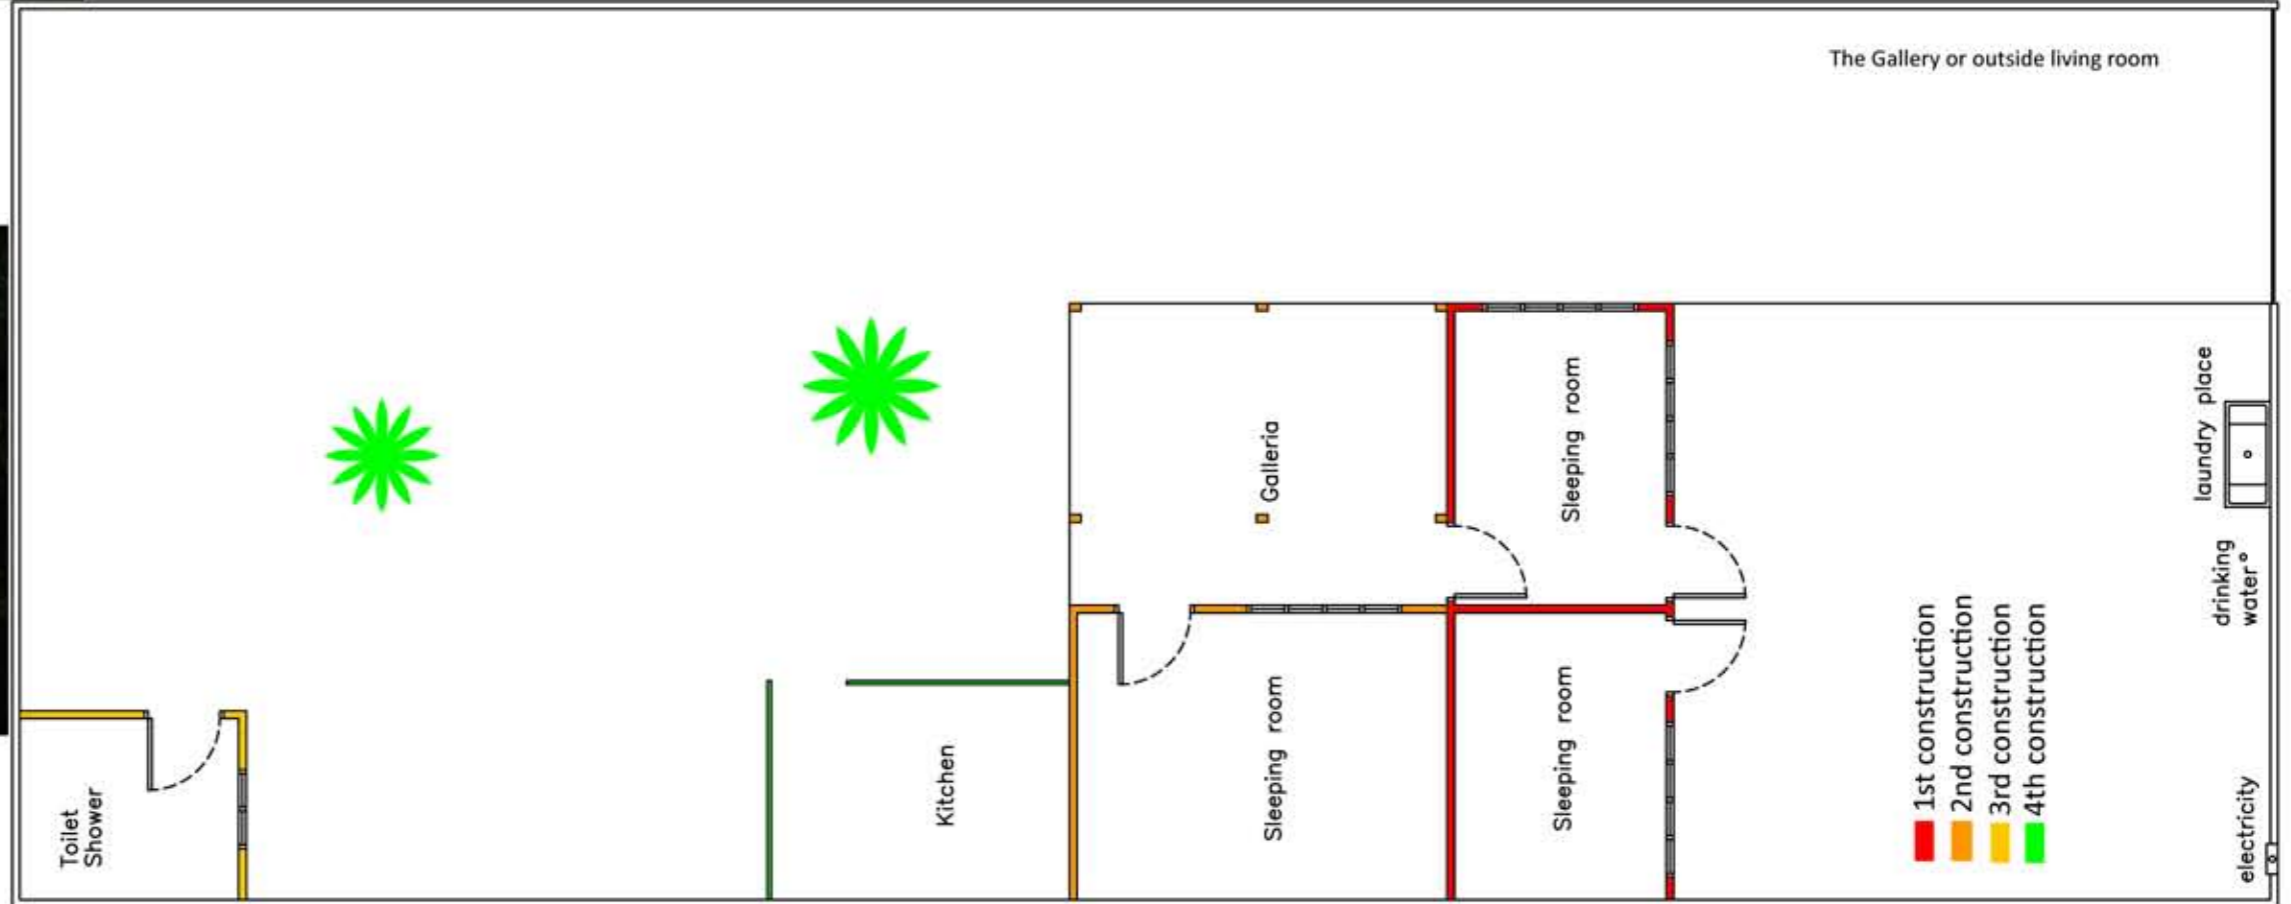 The Gallery or outside living room
Toilet
Shower
Kitchen
Galleria
Sleeping room
Sleeping room
Sleeping room
1st construction
2nd construction
3rd construction
4th construction
laundry place
drinking
water°
electricity